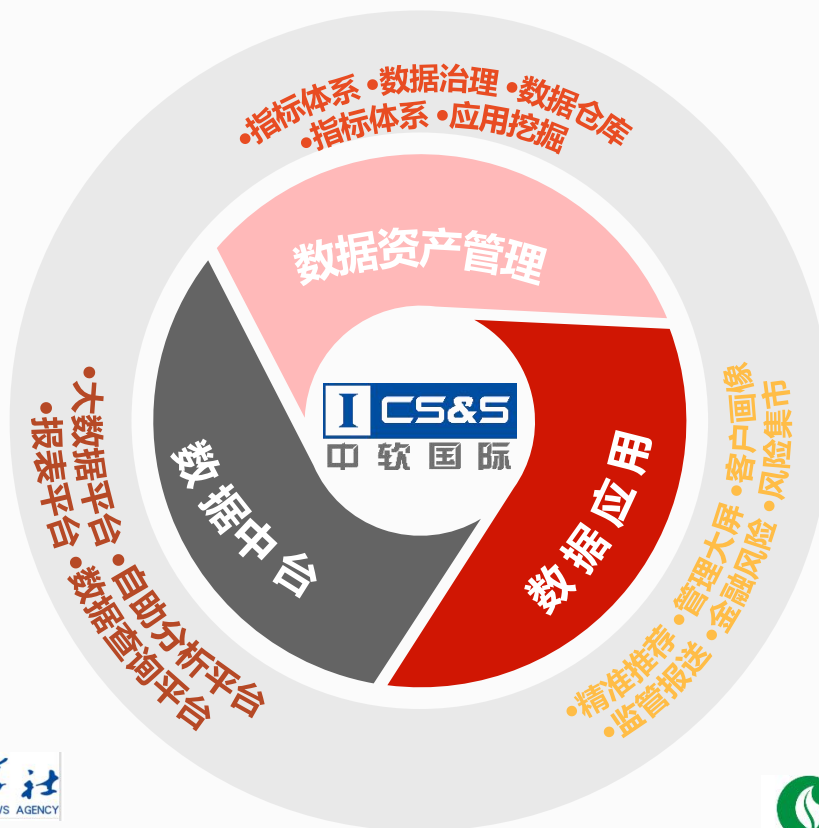 •指标体系 •数据治理 •数据仓库
•指标体系 •应用挖掘
数据资产管理
I CS&S
中软国际
数据中台
数据应用
•大数据平台 •自助分析平台
•报表平台 •数据查询平台
•精准推荐 •管理大屏 •客户画像
•监管报送 •金融风险 •风险集市
社
WS AGENCY